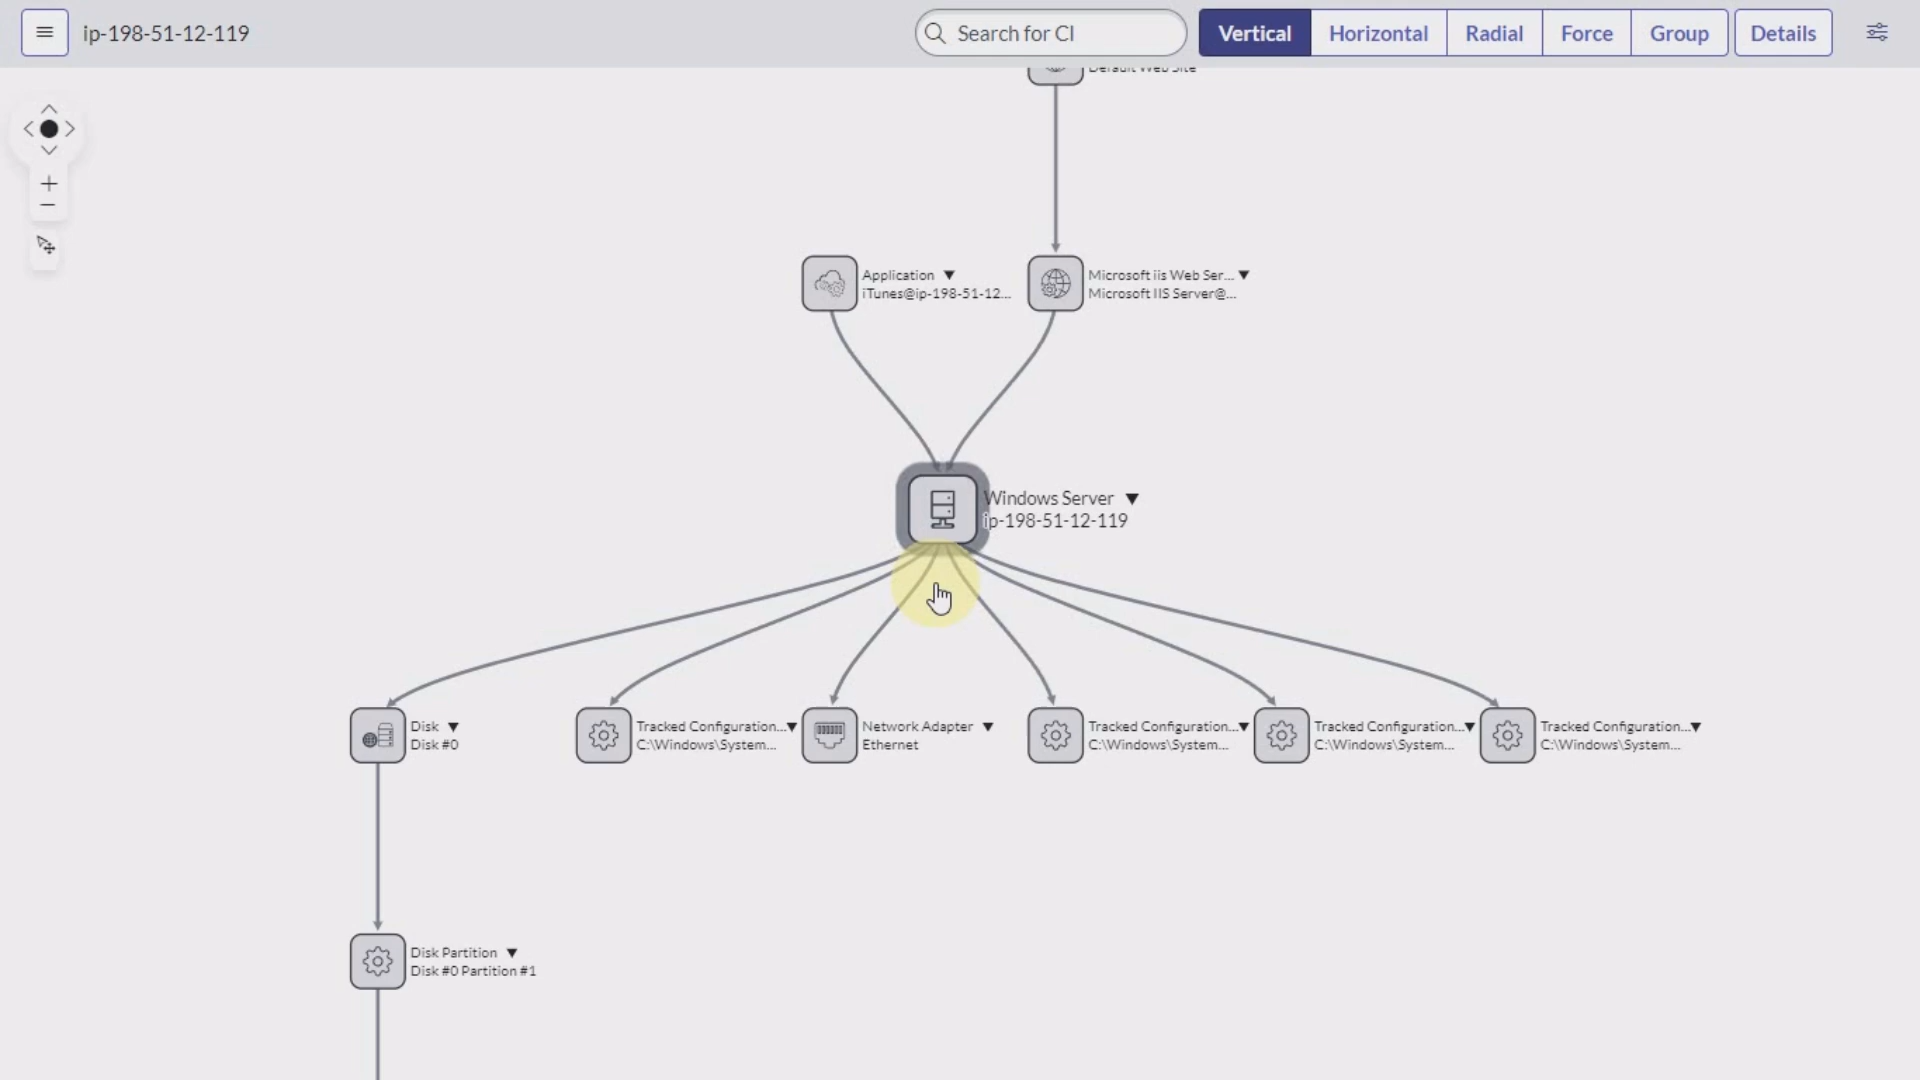 ip-198-51-12-119
Search for CI
Vertical
Horizontal
Radial
Force
Group
Details
Default Web Site
Application
iTunes@ip-198-51-12...
Microsoft iis Web Ser...
Microsoft IIS Server@...
Windows Server
ip-198-51-12-119
Disk
Disk #0
Tracked Configuration...
C:\Windows\System...
Network Adapter
Ethernet
Tracked Configuration...
C:\Windows\System...
Tracked Configuration...
C:\Windows\System...
Tracked Configuration...
C:\Windows\System...
Disk Partition
Disk #0 Partition #1